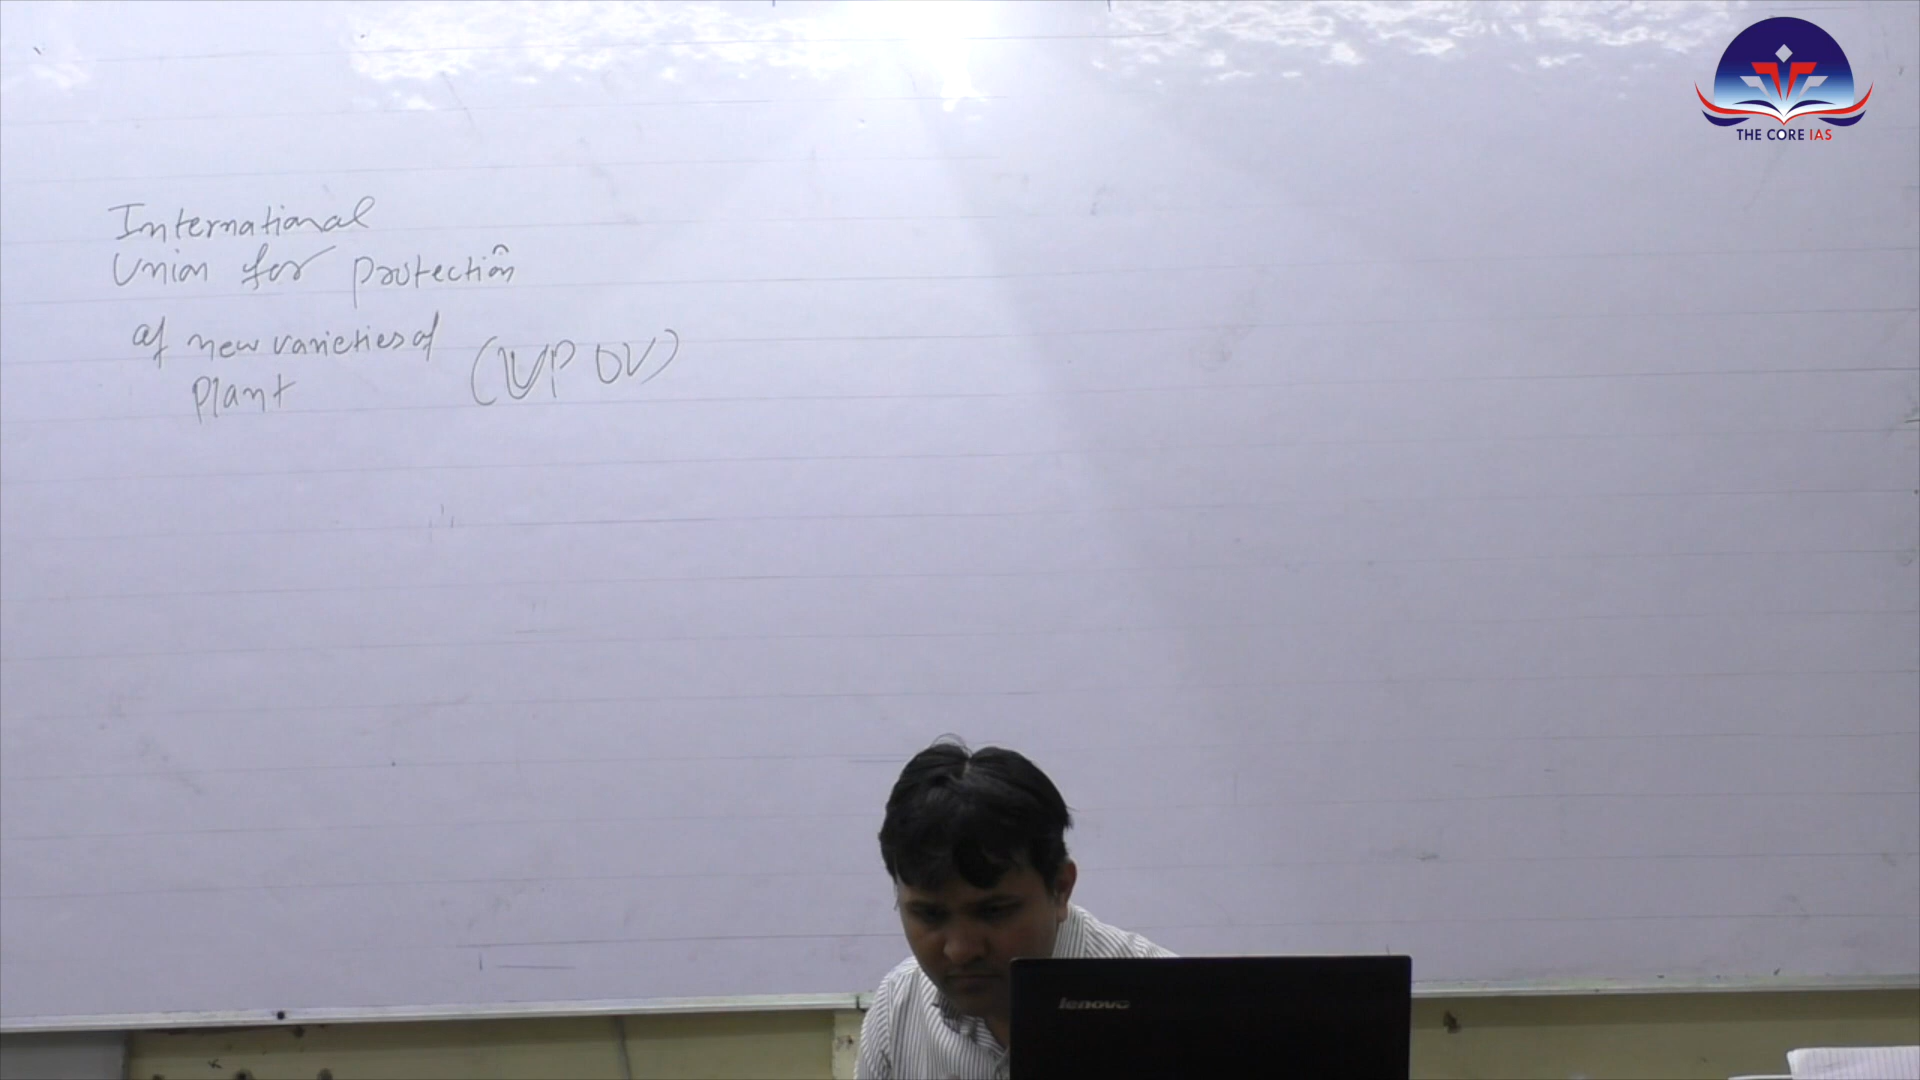 International
Union for protection
of new varieties of
plant
(UPOV)
THE CORE IAS
lenovo